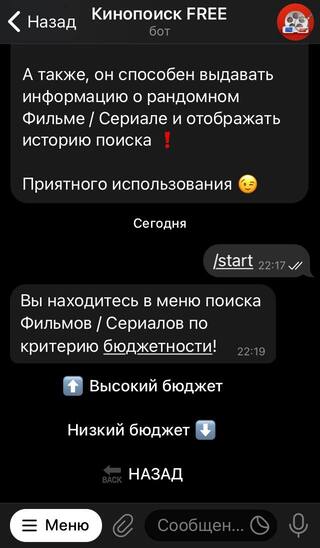 Назад
Кинопоиск FREE
бот
А также, он способен выдавать
информацию о рандомном
Фильме / Сериале и отображать
историю поиска ❗
Приятного использования 😉
Сегодня
/start 22:17
Вы находитесь в меню поиска
Фильмов / Сериалов по
критерию бюджетности! 22:19
⬆️ Высокий бюджет
Низкий бюджет ⬇️
🔙 НАЗАД
Меню
Сообщен...